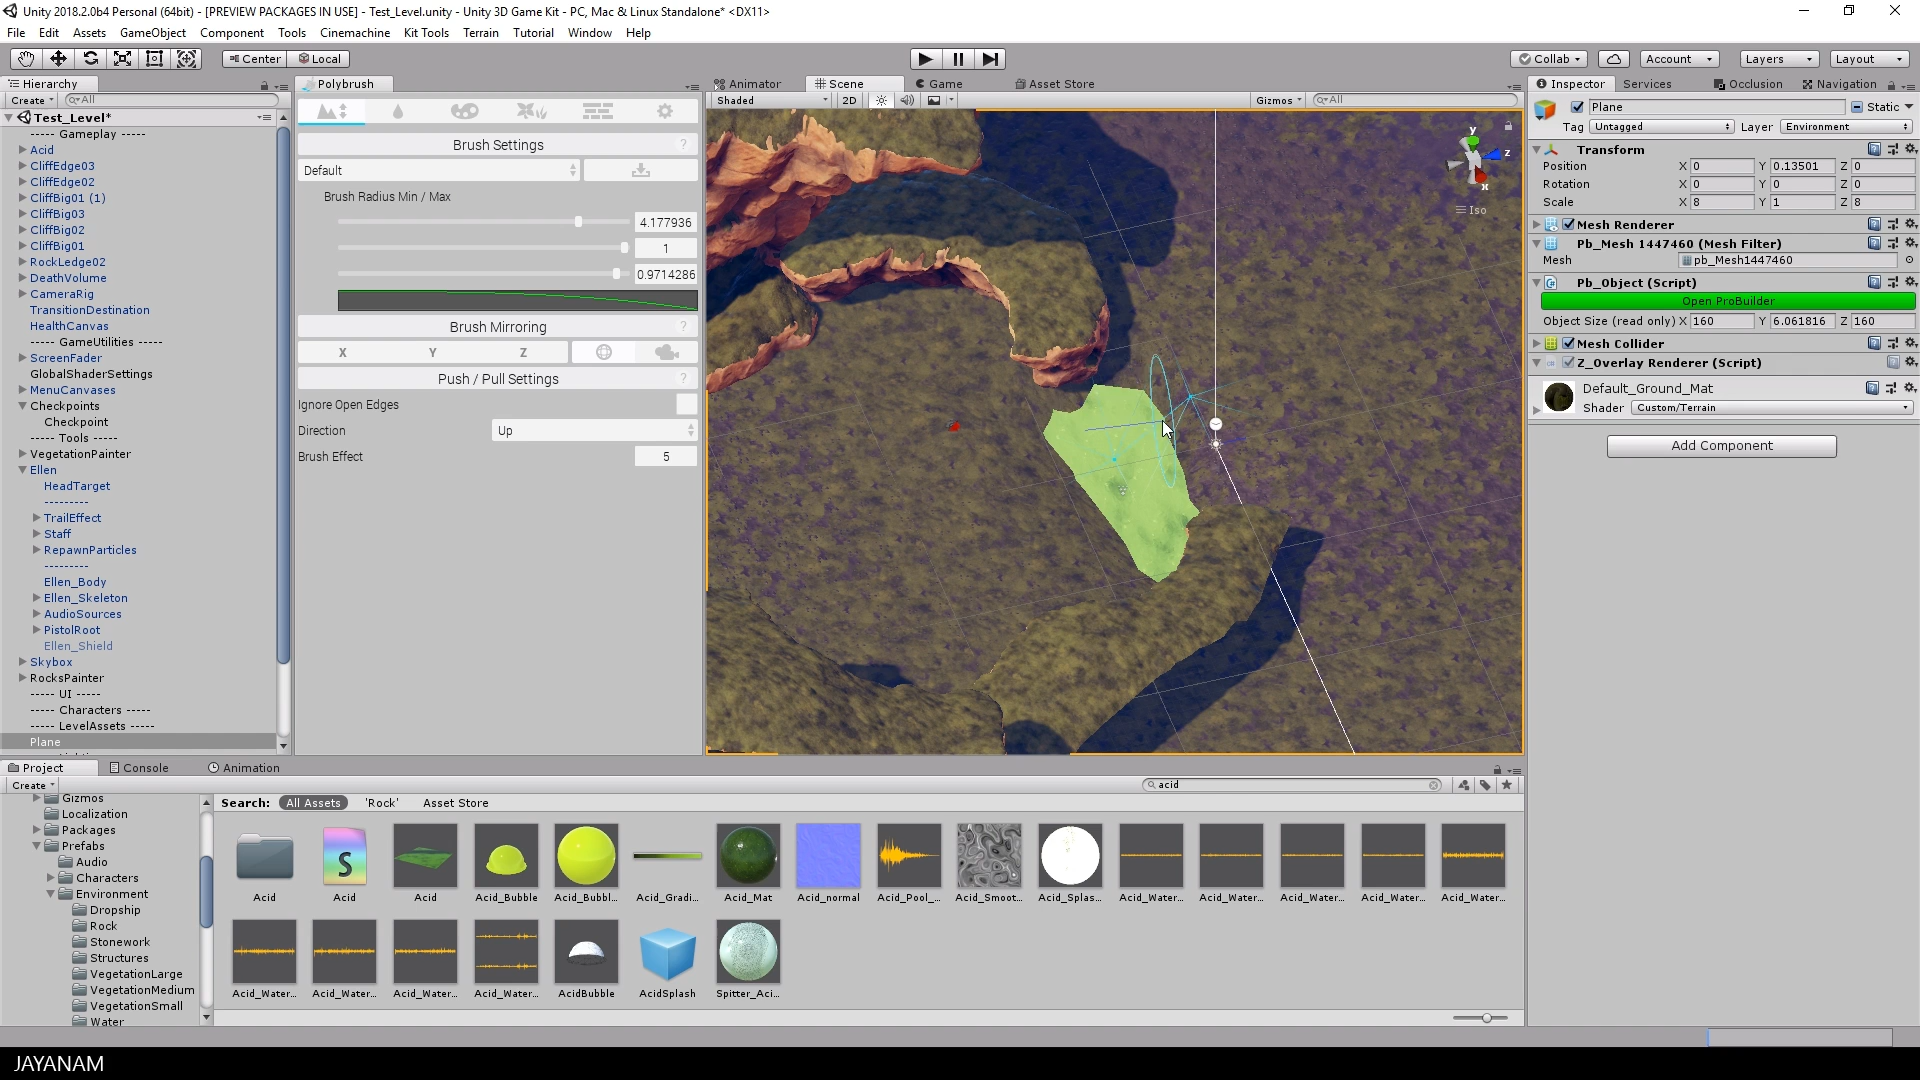 Unity 2018.2.0b4 Personal (64bit) - [PREVIEW PACKAGES IN USE] - Test_Level.unity - Unity 3D Game Kit - PC, Mac & Linux Standalone* <DX11>
File Edit Assets GameObject Component Tools Cinemachine Kit Tools Terrain Tutorial Window Help
Center Local Collab Account Layers Layout
Hierarchy
Create All
Test_Level*
----- Gameplay -----
Acid
CliffEdge03
CliffEdge02
CliffBig01 (1)
CliffBig03
CliffBig02
CliffBig01
RockLedge02
DeathVolume
CameraRig
TransitionDestination
HealthCanvas
----- GameUtilities -----
ScreenFader
GlobalShaderSettings
MenuCanvases
Checkpoints
Checkpoint
----- Tools -----
VegetationPainter
Ellen
HeadTarget
---------
TrailEffect
Staff
RepawnParticles
---------
Ellen_Body
Ellen_Skeleton
AudioSources
PistolRoot
Ellen_Shield
Skybox
RocksPainter
----- UI -----
----- Characters -----
----- LevelAssets -----
Plane
Polybrush
Brush Settings ?
Default
Brush Radius Min / Max
4.177936
1
0.9714286
Brush Mirroring ?
X Y Z
Push / Pull Settings ?
Ignore Open Edges
Direction Up
Brush Effect 5
Animator Scene Game Asset Store
Shaded 2D Gizmos All
y
z
x
Iso
Inspector Services Occlusion Navigation
Plane Static
Tag Untagged Layer Environment
Transform
Position X 0 Y 0.13501 Z 0
Rotation X 0 Y 0 Z 0
Scale X 8 Y 1 Z 8
Mesh Renderer
Pb_Mesh 1447460 (Mesh Filter)
Mesh pb_Mesh1447460
Pb_Object (Script)
Open ProBuilder
Object Size (read only) X 160 Y 6.061816 Z 160
Mesh Collider
Z_Overlay Renderer (Script)
Default_Ground_Mat
Shader Custom/Terrain
Add Component
Project Console Animation
Create acid
Gizmos
Localization
Packages
Prefabs
Audio
Characters
Environment
Dropship
Rock
Stonework
Structures
VegetationLarge
VegetationMedium
VegetationSmall
Water
Search: All Assets 'Rock' Asset Store
S
Acid Acid Acid Acid_Bubble Acid_Bubbl... Acid_Gradi... Acid_Mat Acid_normal Acid_Pool_... Acid_Smoot... Acid_Splas... Acid_Water... Acid_Water... Acid_Water... Acid_Water... Acid_Water...
Acid_Water... Acid_Water... Acid_Water... Acid_Water... AcidBubble AcidSplash Spitter_Aci...
JAYANAM